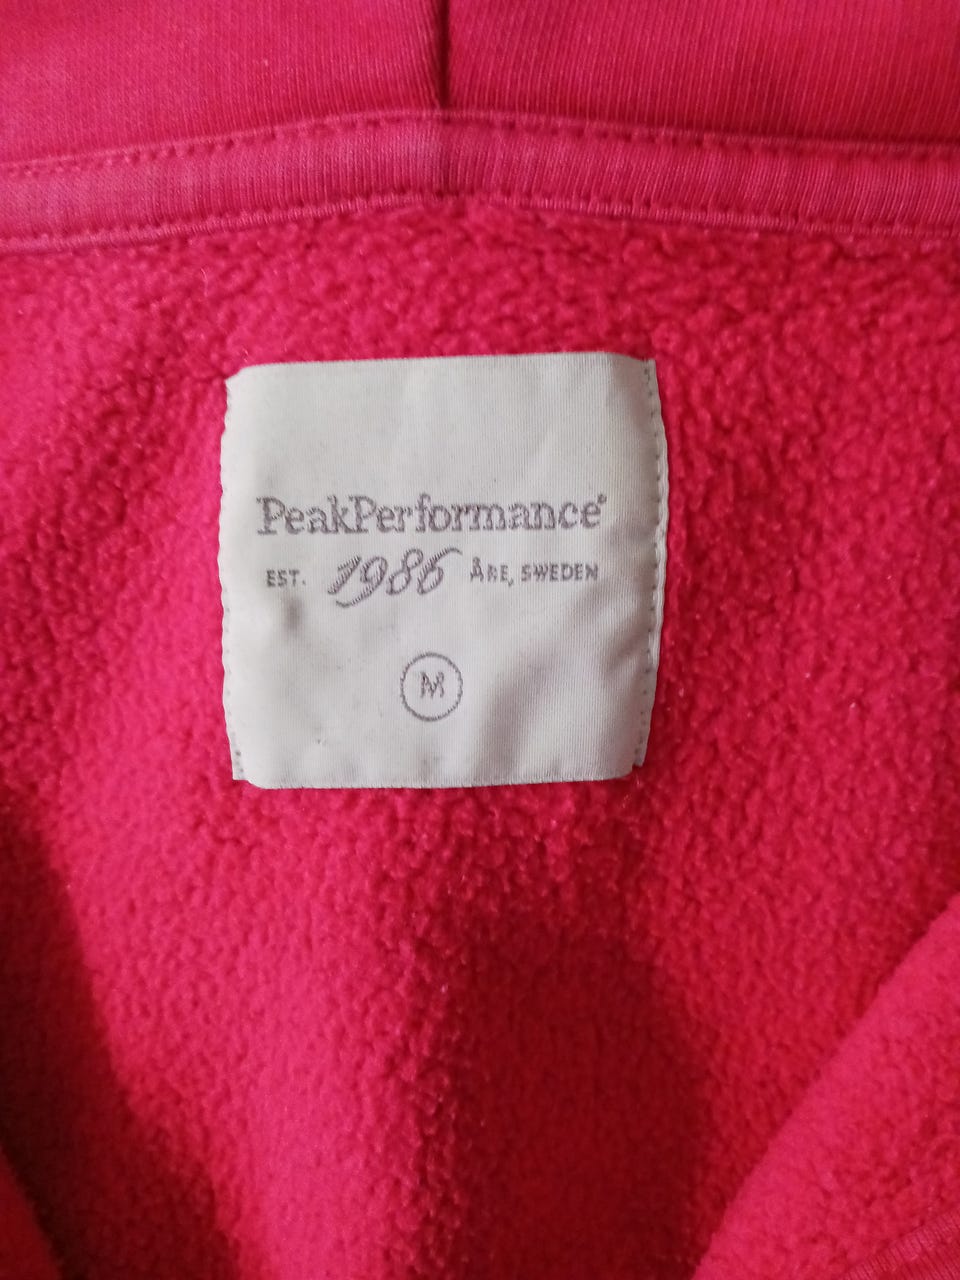 PeakPerformance®
EST. 1986 ÅRE, SWEDEN
M